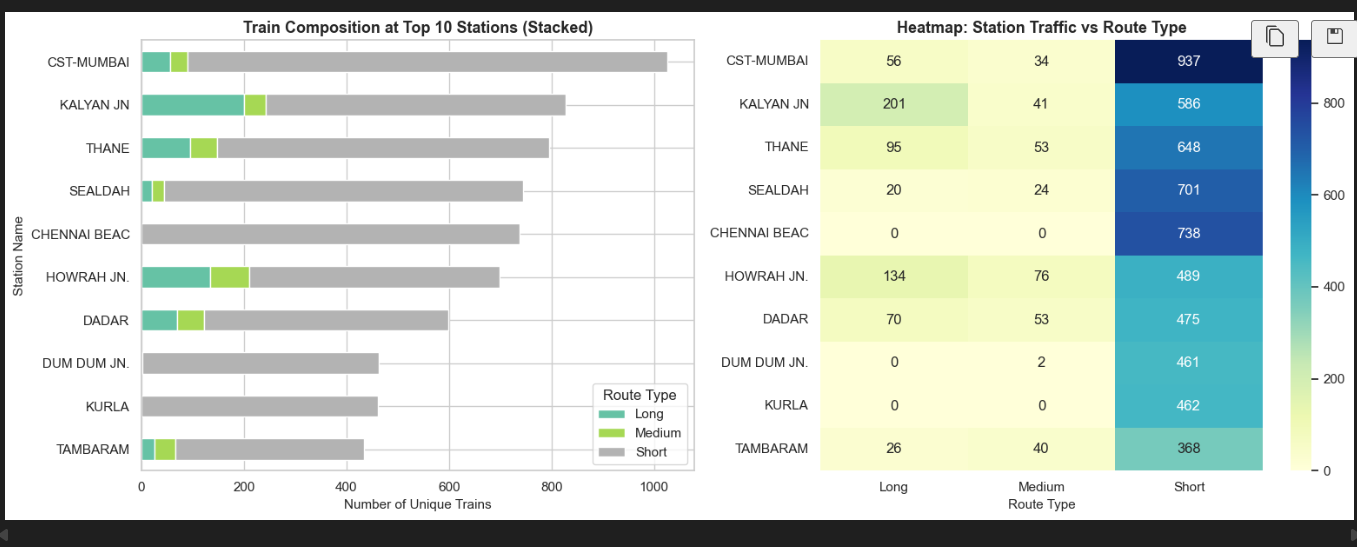 Train Composition at Top 10 Stations (Stacked)
Station Name
CST-MUMBAI
KALYAN JN
THANE
SEALDAH
CHENNAI BEAC
HOWRAH JN.
DADAR
DUM DUM JN.
KURLA
TAMBARAM
Route Type
Long
Medium
Short
0 200 400 600 800 1000
Number of Unique Trains
Heatmap: Station Traffic vs Route Type
CST-MUMBAI 56 34 937
KALYAN JN 201 41 586
THANE 95 53 648
SEALDAH 20 24 701
CHENNAI BEAC 0 0 738
HOWRAH JN. 134 76 489
DADAR 70 53 475
DUM DUM JN. 0 2 461
KURLA 0 0 462
TAMBARAM 26 40 368
Long Medium Short
Route Type
800
600
400
200
0